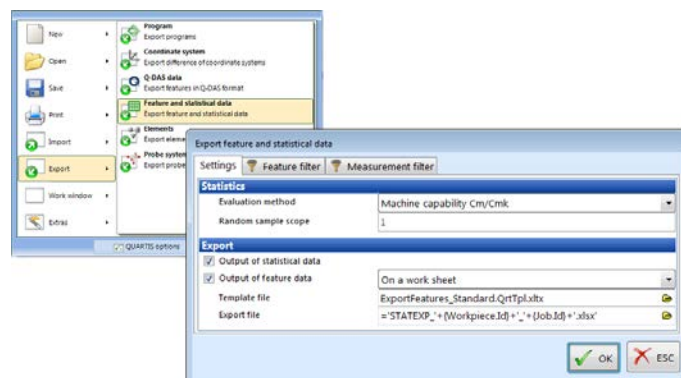 New
Open
Save
Print
Import
Export
Work window
Extras
Program
Export programs
Coordinate system
Export difference of coordinate systems
Q-DAS data
Export features in Q-DAS format
Feature and statistical data
Export feature and statistical data
Elements
Export eleme
Probe system
Export probe
QUARTIS options
Export feature and statistical data
Settings Feature filter Measurement filter
Statistics
Evaluation method Machine capability Cm/Cmk
Random sample scope 1
Export
Output of statistical data
Output of feature data On a work sheet
Template file ExportFeatures_Standard.QrtTpl.xltx
Export file ='STATEXP_'+{Workpiece.Id}+'_'+{Job.Id}+'.xlsx'
OK ESC